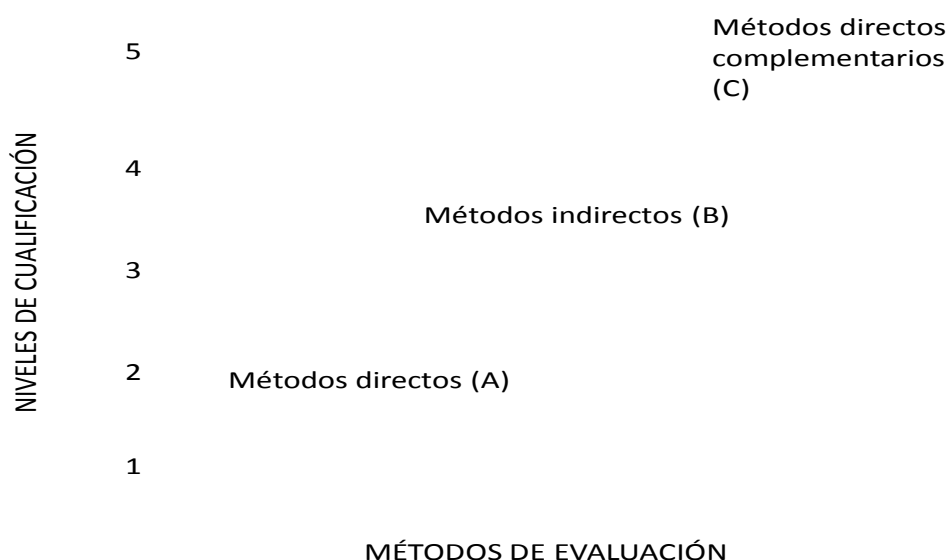 Métodos directos
complementarios
(C)
5
NIVELES DE CUALIFICACIÓN
4
Métodos indirectos (B)
3
2
Métodos directos (A)
1
MÉTODOS DE EVALUACIÓN